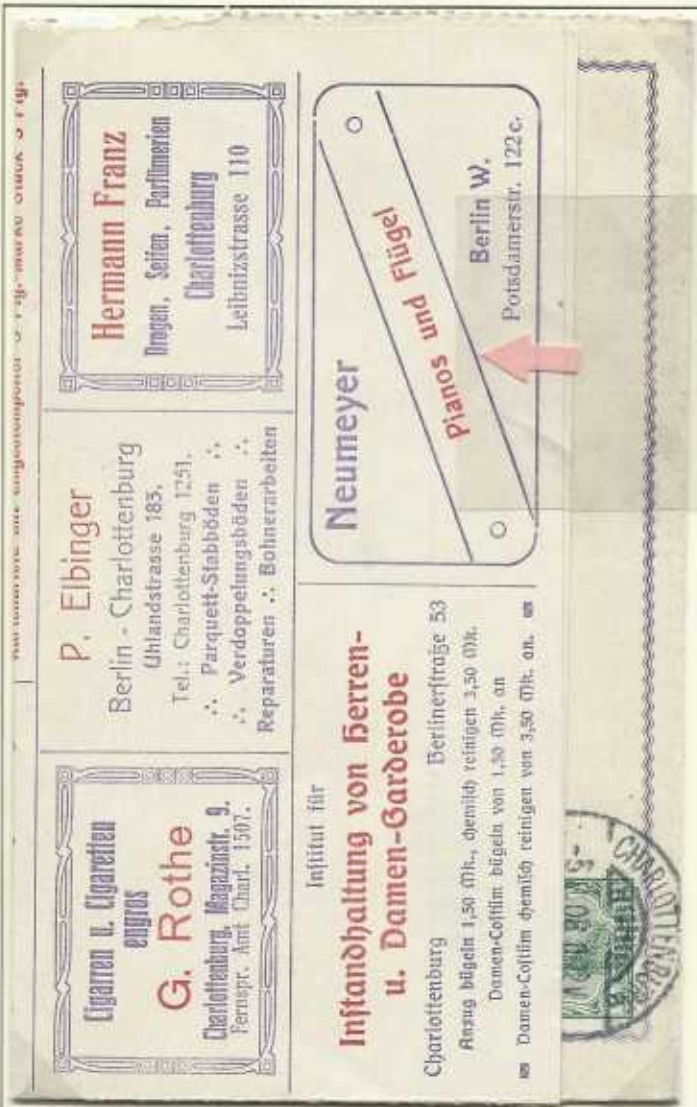 Cigarren u. Cigaretten
engros
G. Rothe
Charlottenburg, Magazinstr. 9.
Fernspr. Amt Charl. 1507.
P. Elbinger
Berlin - Charlottenburg
Uhlandstrasse 183.
Tel.: Charlottenburg 1251.
∴ Parquett-Stabböden ∴
∴ Verdoppelungsböden ∴
Reparaturen ∴ Bohnerarbeiten
Hermann Franz
Drogen, Seifen, Parfümerien
Charlottenburg
Leibnizstrasse 110
Institut für
Instandhaltung von Herren-
u. Damen-Garderobe
Charlottenburg Berlinerstraße 53
Anzug bügeln 1,50 Mk., chemisch reinigen 3,50 Mk.
Damen-Costüm bügeln von 1,50 Mk. an
Damen-Costüm chemisch reinigen von 3,50 Mk. an.
Neumeyer
Pianos und Flügel
Berlin W.
Potsdamerstr. 122c.
CHARLOTTENBURG